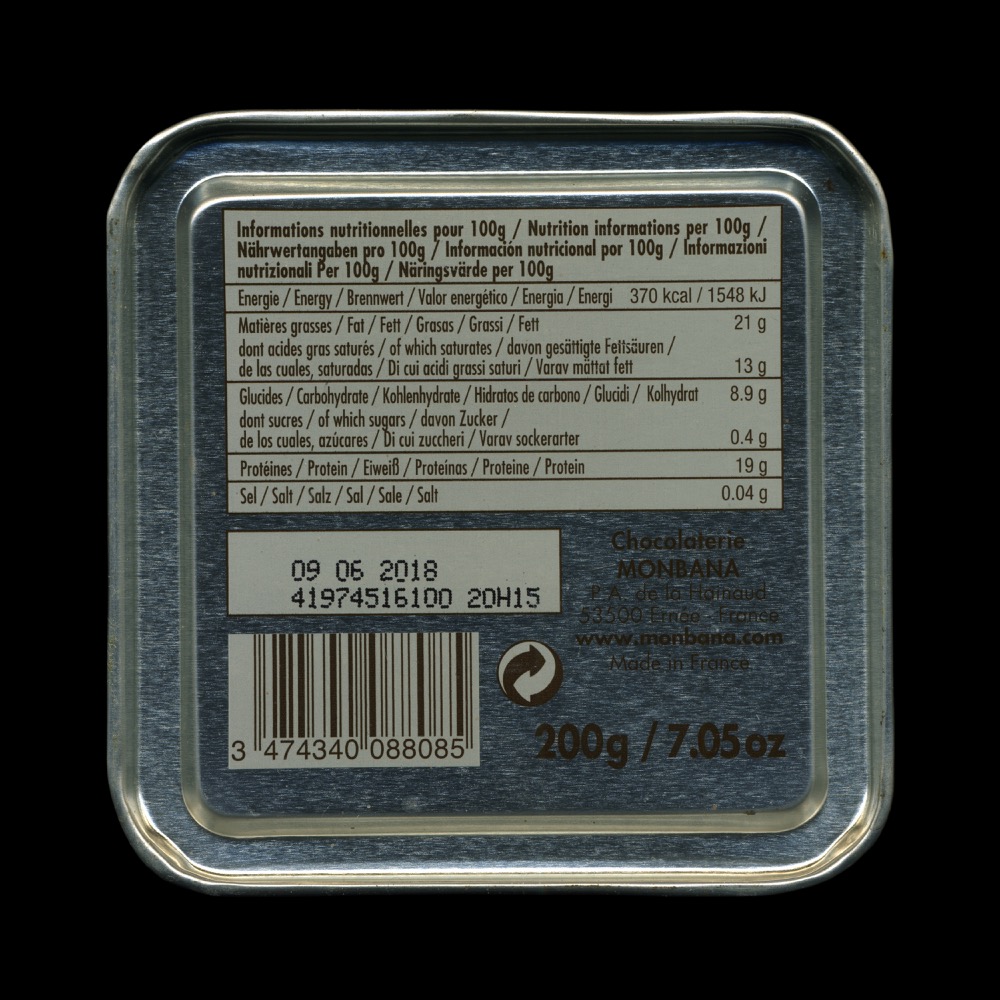 Informations nutritionnelles pour 100g / Nutrition informations per 100g /
Nährwertangaben pro 100g / Información nutricional por 100g / Informazioni
nutrizionali Per 100g / Näringsvärde per 100g
Energie / Energy / Brennwert / Valor energético / Energia / Energi 370 kcal / 1548 kJ
Matières grasses / Fat / Fett / Grasas / Grassi / Fett 21 g
dont acides gras saturés / of which saturates / davon gesättigte Fettsäuren /
de las cuales, saturadas / Di cui acidi grassi saturi / Varav mättat fett 13 g
Glucides / Carbohydrate / Kohlenhydrate / Hidratos de carbono / Glucidi / Kolhydrat 8.9 g
dont sucres / of which sugars / davon Zucker /
de los cuales, azúcares / Di cui zuccheri / Varav sockerarter 0.4 g
Protéines / Protein / Eiweiß / Proteínas / Proteine / Protein 19 g
Sel / Salt / Salz / Sal / Sale / Salt 0.04 g
09 06 2018
41974516100 20H15
Chocolaterie
MONBANA
P.A. de la Hainaud
53500 Ernée - France
www.monbana.com
Made in France
3 474340 088085
200g / 7.05 oz